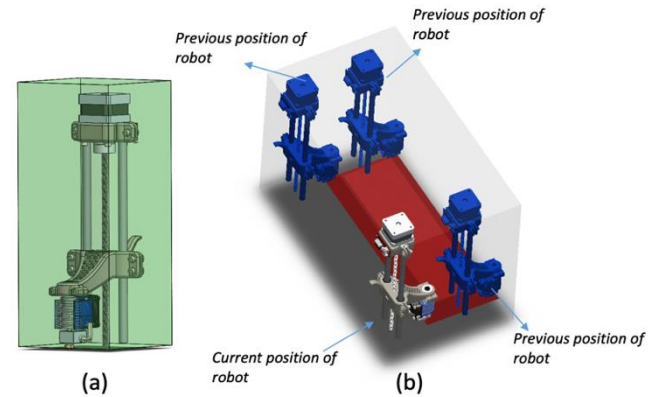 Previous position of
robot
Previous position of
robot
Current position of
robot
Previous position of
robot
(a)
(b)